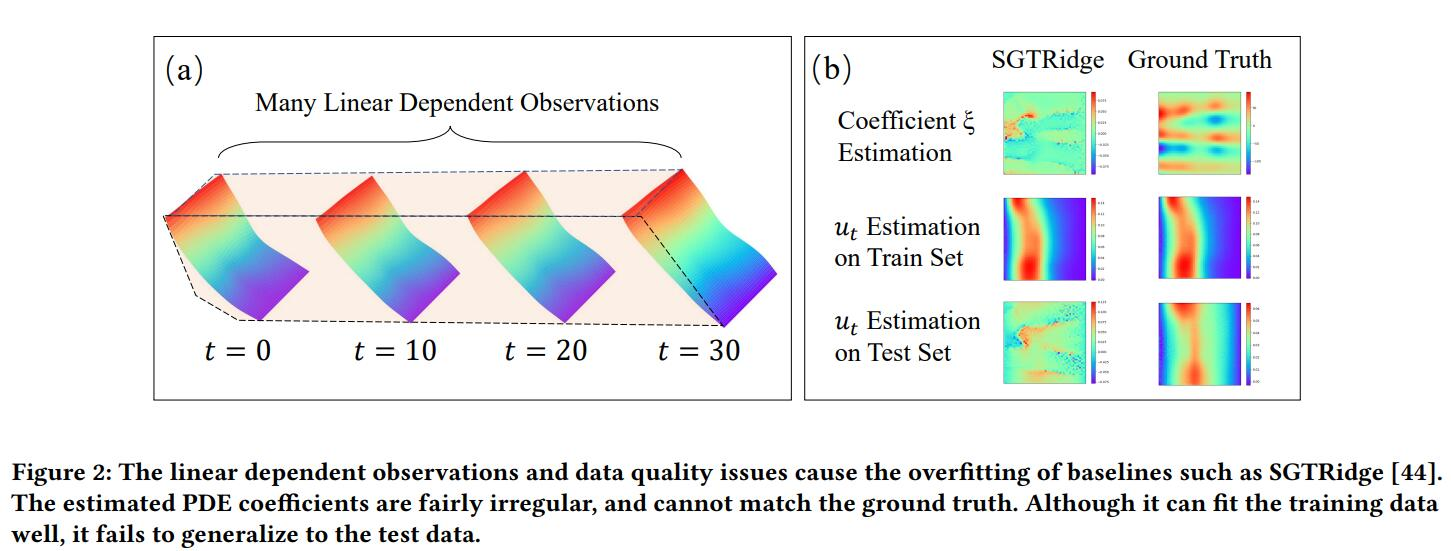 (a)
Many Linear Dependent Observations
t = 0
t = 10
t = 20
t = 30
(b)
SGTRidge
Ground Truth
Coefficient ξ
Estimation
u_t Estimation
on Train Set
u_t Estimation
on Test Set
Figure 2: The linear dependent observations and data quality issues cause the overfitting of baselines such as SGTRidge [44].
The estimated PDE coefficients are fairly irregular, and cannot match the ground truth. Although it can fit the training data
well, it fails to generalize to the test data.